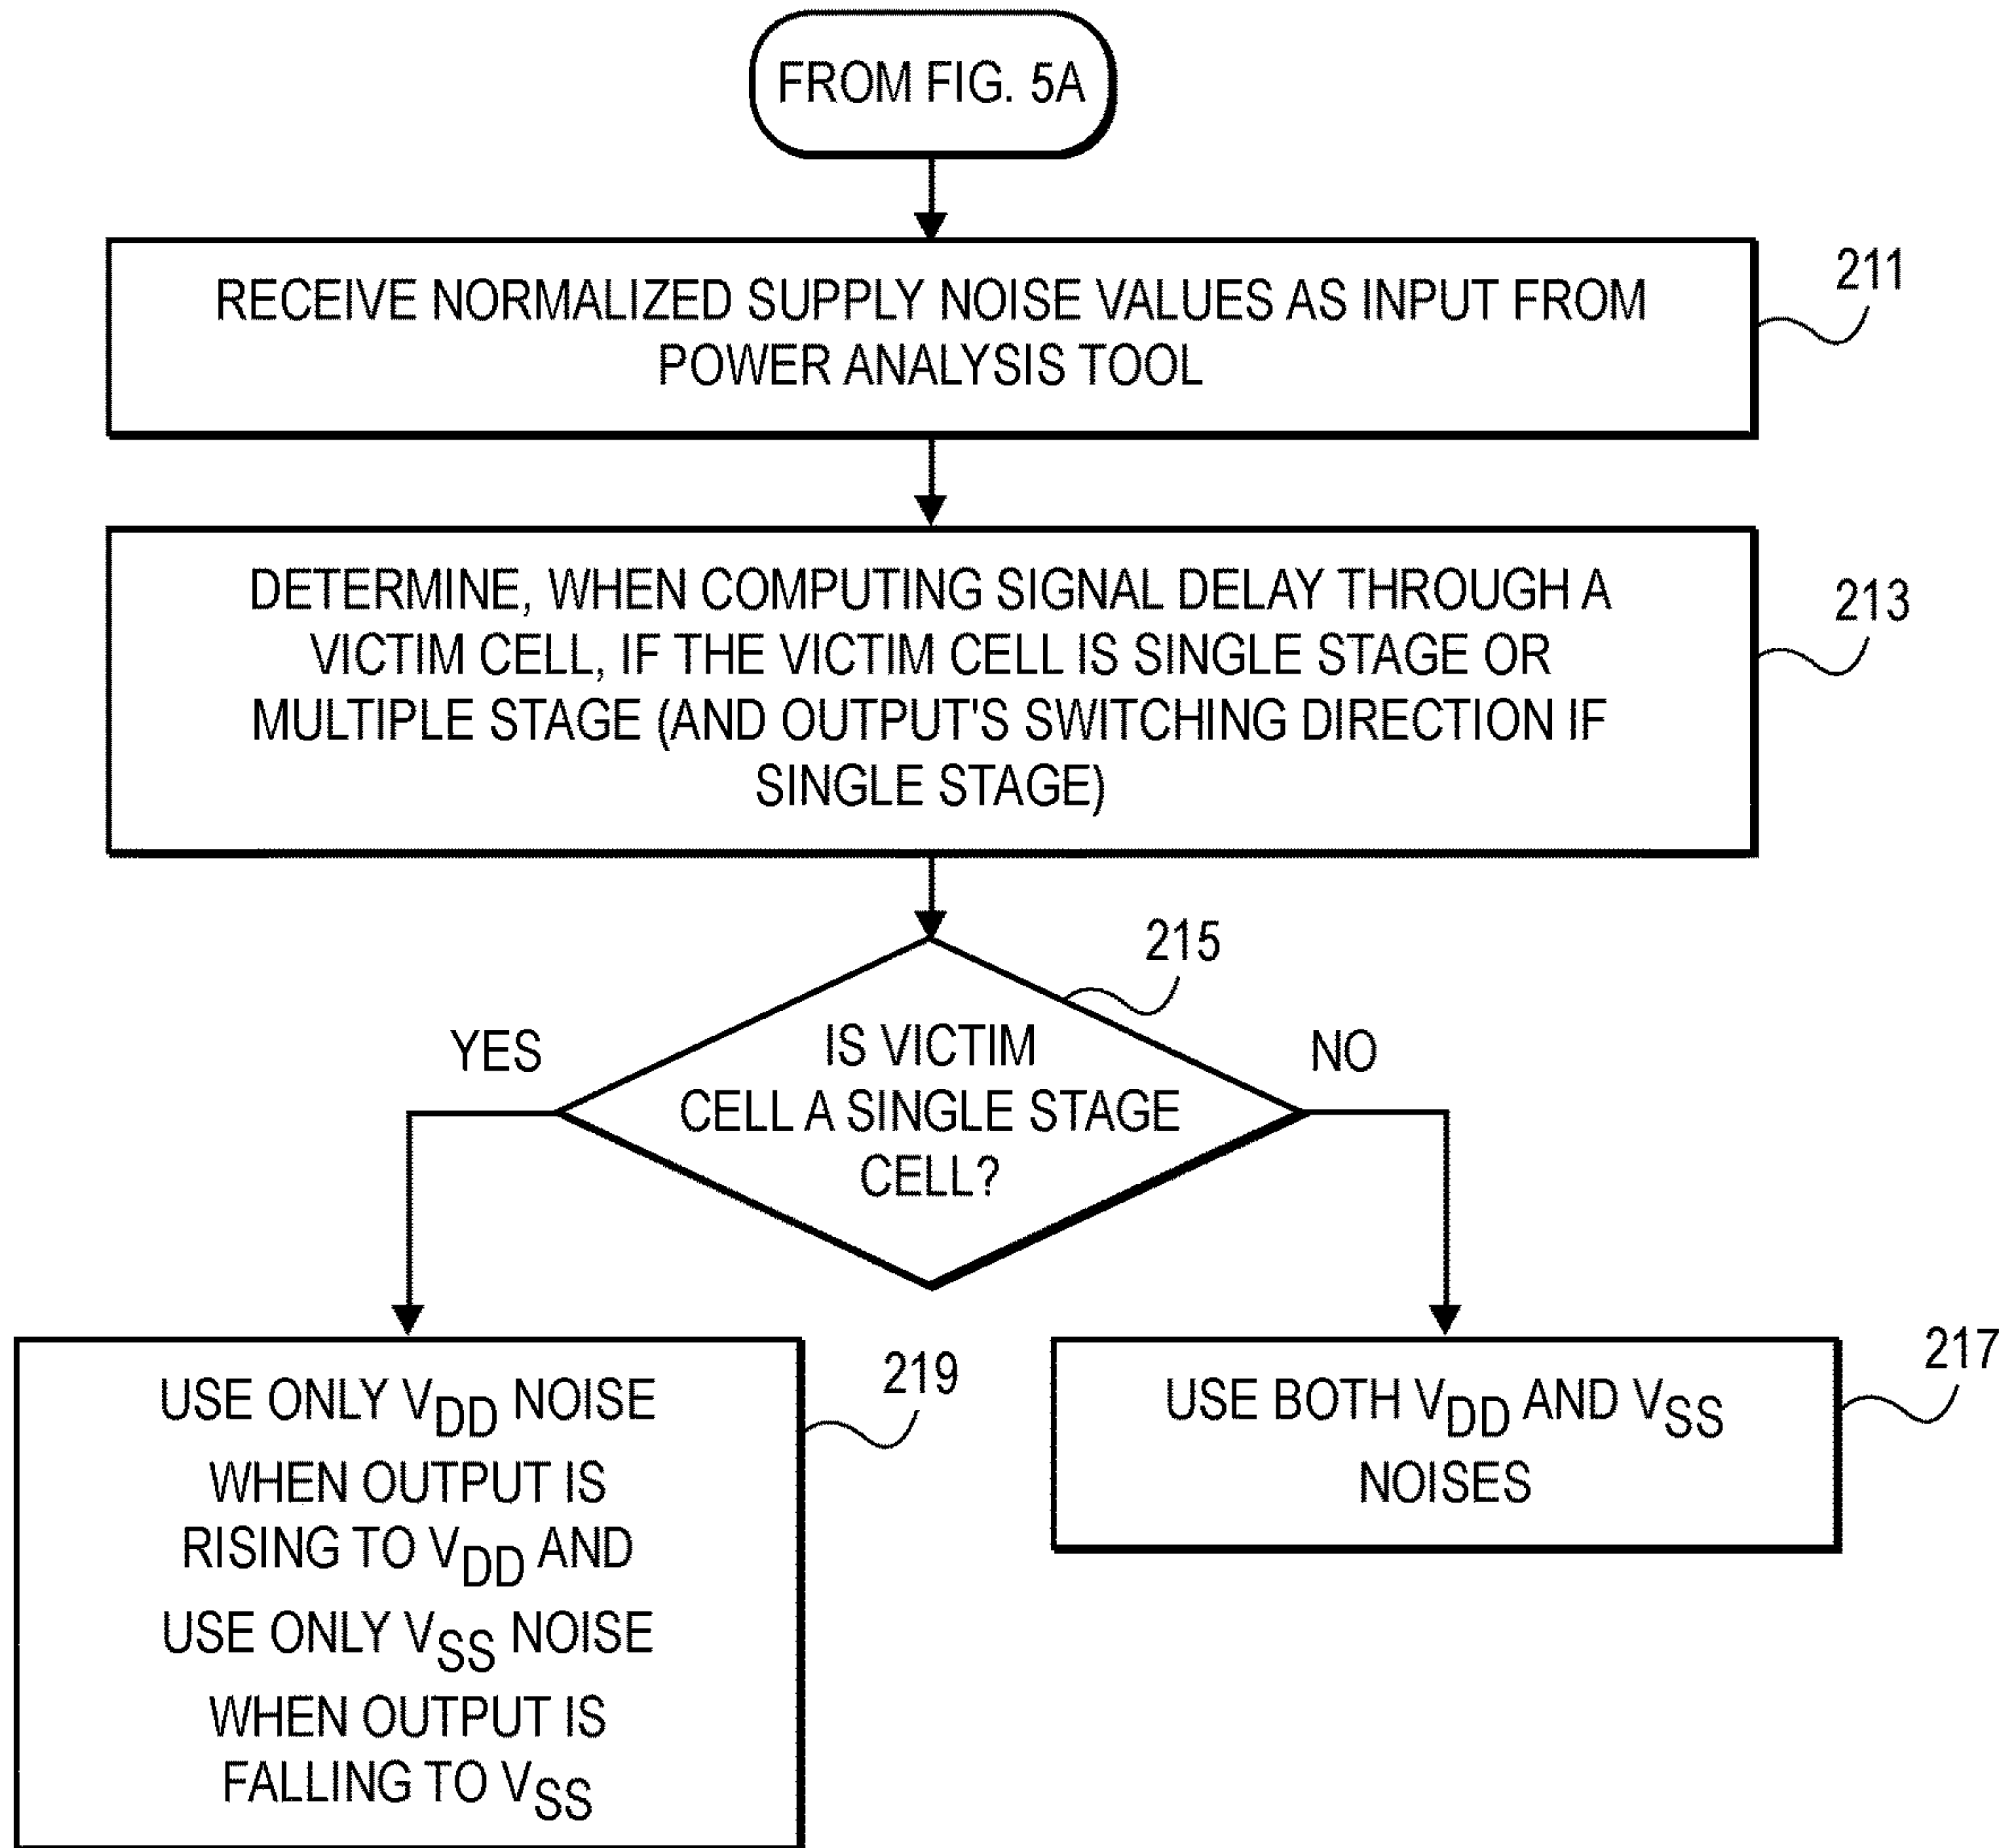 FROM FIG. 5A
RECEIVE NORMALIZED SUPPLY NOISE VALUES AS INPUT FROM
POWER ANALYSIS TOOL
211
DETERMINE, WHEN COMPUTING SIGNAL DELAY THROUGH A
VICTIM CELL, IF THE VICTIM CELL IS SINGLE STAGE OR
MULTIPLE STAGE (AND OUTPUT'S SWITCHING DIRECTION IF
SINGLE STAGE)
213
215
YES
IS VICTIM
CELL A SINGLE STAGE
CELL?
NO
USE ONLY VDD NOISE
WHEN OUTPUT IS
RISING TO VDD AND
USE ONLY VSS NOISE
WHEN OUTPUT IS
FALLING TO VSS
219
USE BOTH VDD AND VSS
NOISES
217